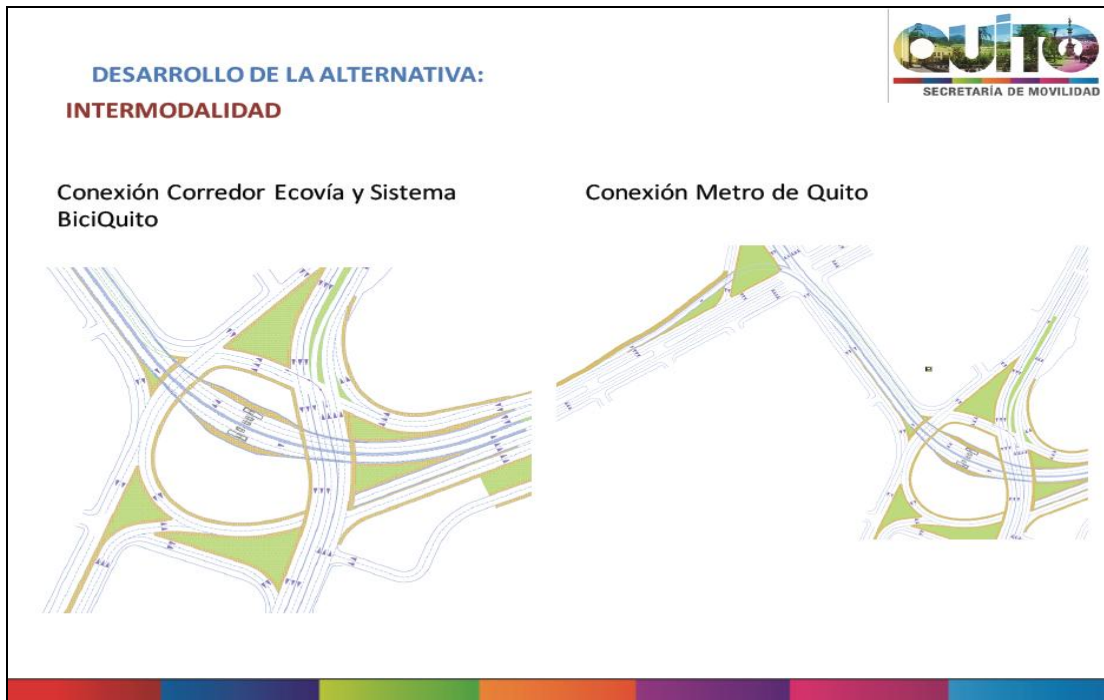 QUITO
SECRETARÍA DE MOVILIDAD
DESARROLLO DE LA ALTERNATIVA:
INTERMODALIDAD
Conexión Corredor Ecovía y Sistema
BiciQuito
Conexión Metro de Quito